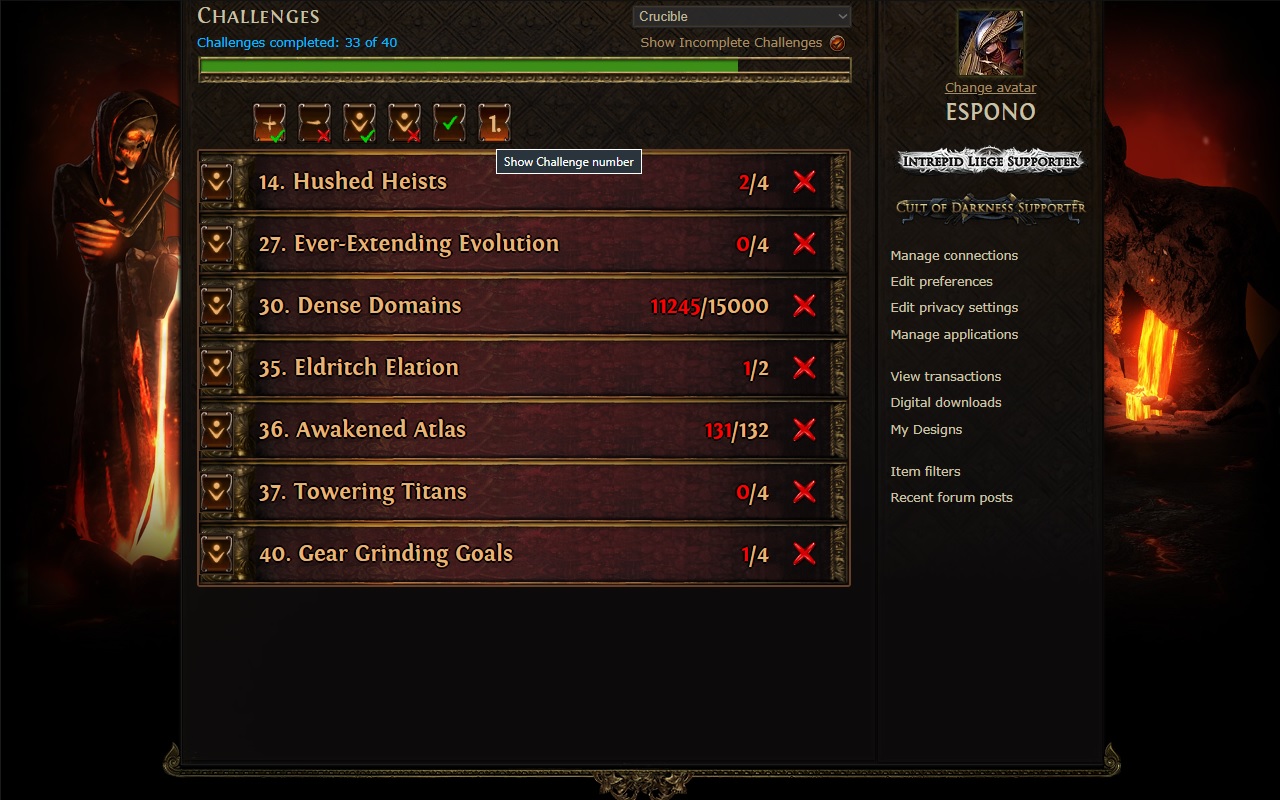 Challenges
Crucible
Challenges completed: 33 of 40
Show Incomplete Challenges
1.
Show Challenge number
14. Hushed Heists 2/4
27. Ever-Extending Evolution 0/4
30. Dense Domains 11245/15000
35. Eldritch Elation 1/2
36. Awakened Atlas 131/132
37. Towering Titans 0/4
40. Gear Grinding Goals 1/4
Change avatar
ESPONO
Intrepid Liege Supporter
Cult of Darkness Supporter
Manage connections
Edit preferences
Edit privacy settings
Manage applications
View transactions
Digital downloads
My Designs
Item filters
Recent forum posts